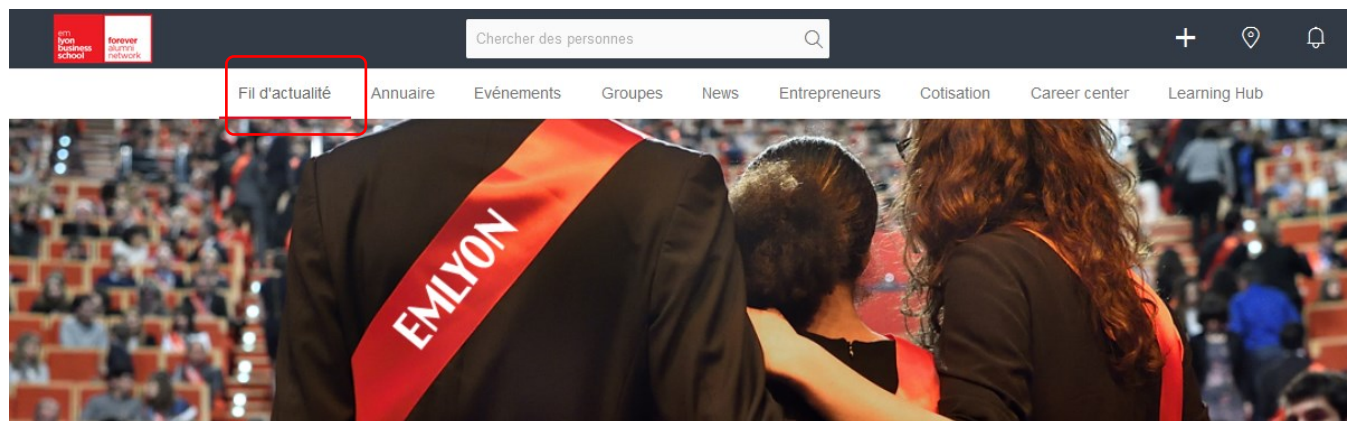 em
lyon
business
school
forever
alumni
network
Chercher des personnes
Fil d'actualité Annuaire Evénements Groupes News Entrepreneurs Cotisation Career center Learning Hub
EMLYON